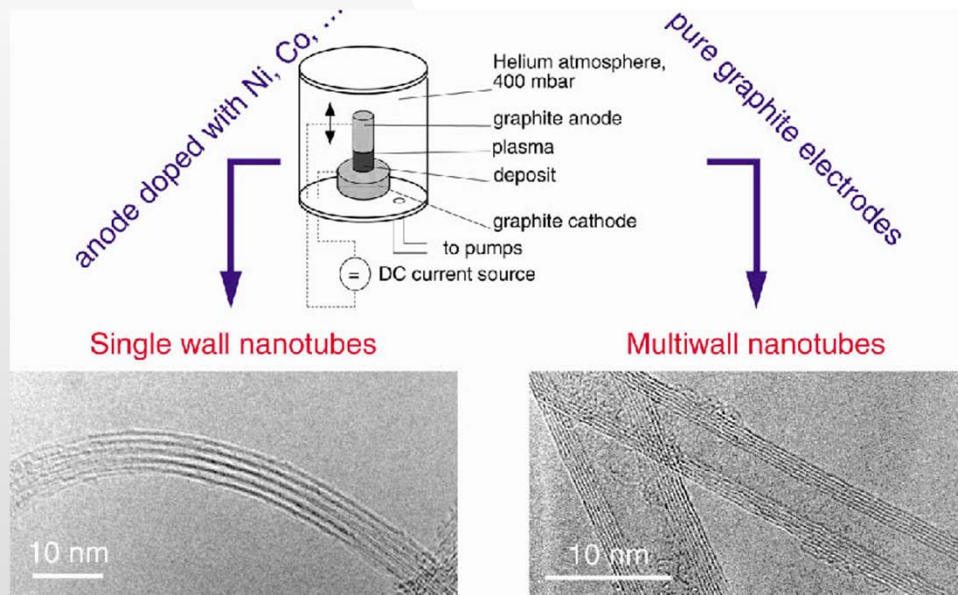 anode doped with Ni, Co, ...
pure graphite electrodes
Helium atmosphere,
400 mbar
graphite anode
plasma
deposit
graphite cathode
to pumps
= DC current source
Single wall nanotubes
Multiwall nanotubes
10 nm
10 nm